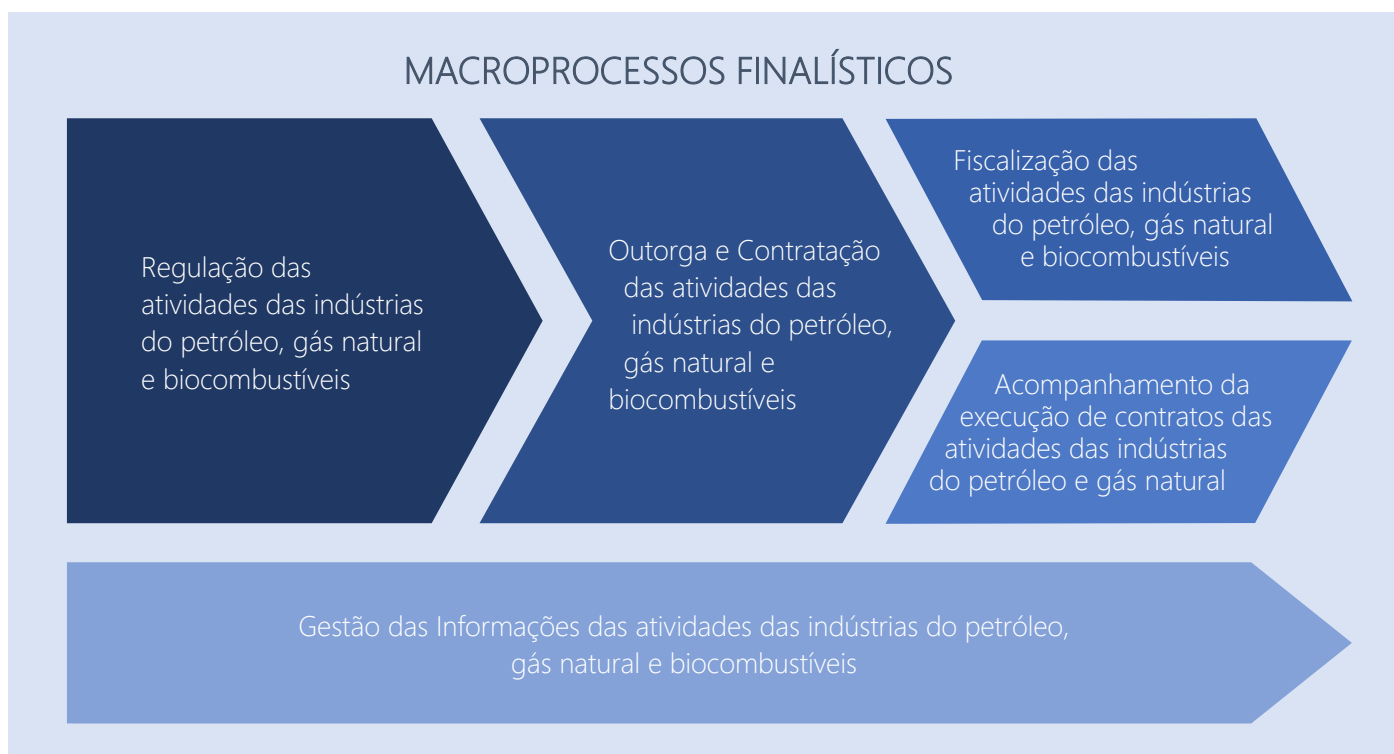 MACROPROCESSOS FINALÍSTICOS
Regulação das
atividades das indústrias
do petróleo, gás natural
e biocombustíveis
Outorga e Contratação
das atividades das
indústrias do petróleo,
gás natural e
biocombustíveis
Fiscalização das
atividades das indústrias
do petróleo, gás natural
e biocombustíveis
Acompanhamento da
execução de contratos das
atividades das indústrias
do petróleo e gás natural
Gestão das Informações das atividades das indústrias do petróleo,
gás natural e biocombustíveis